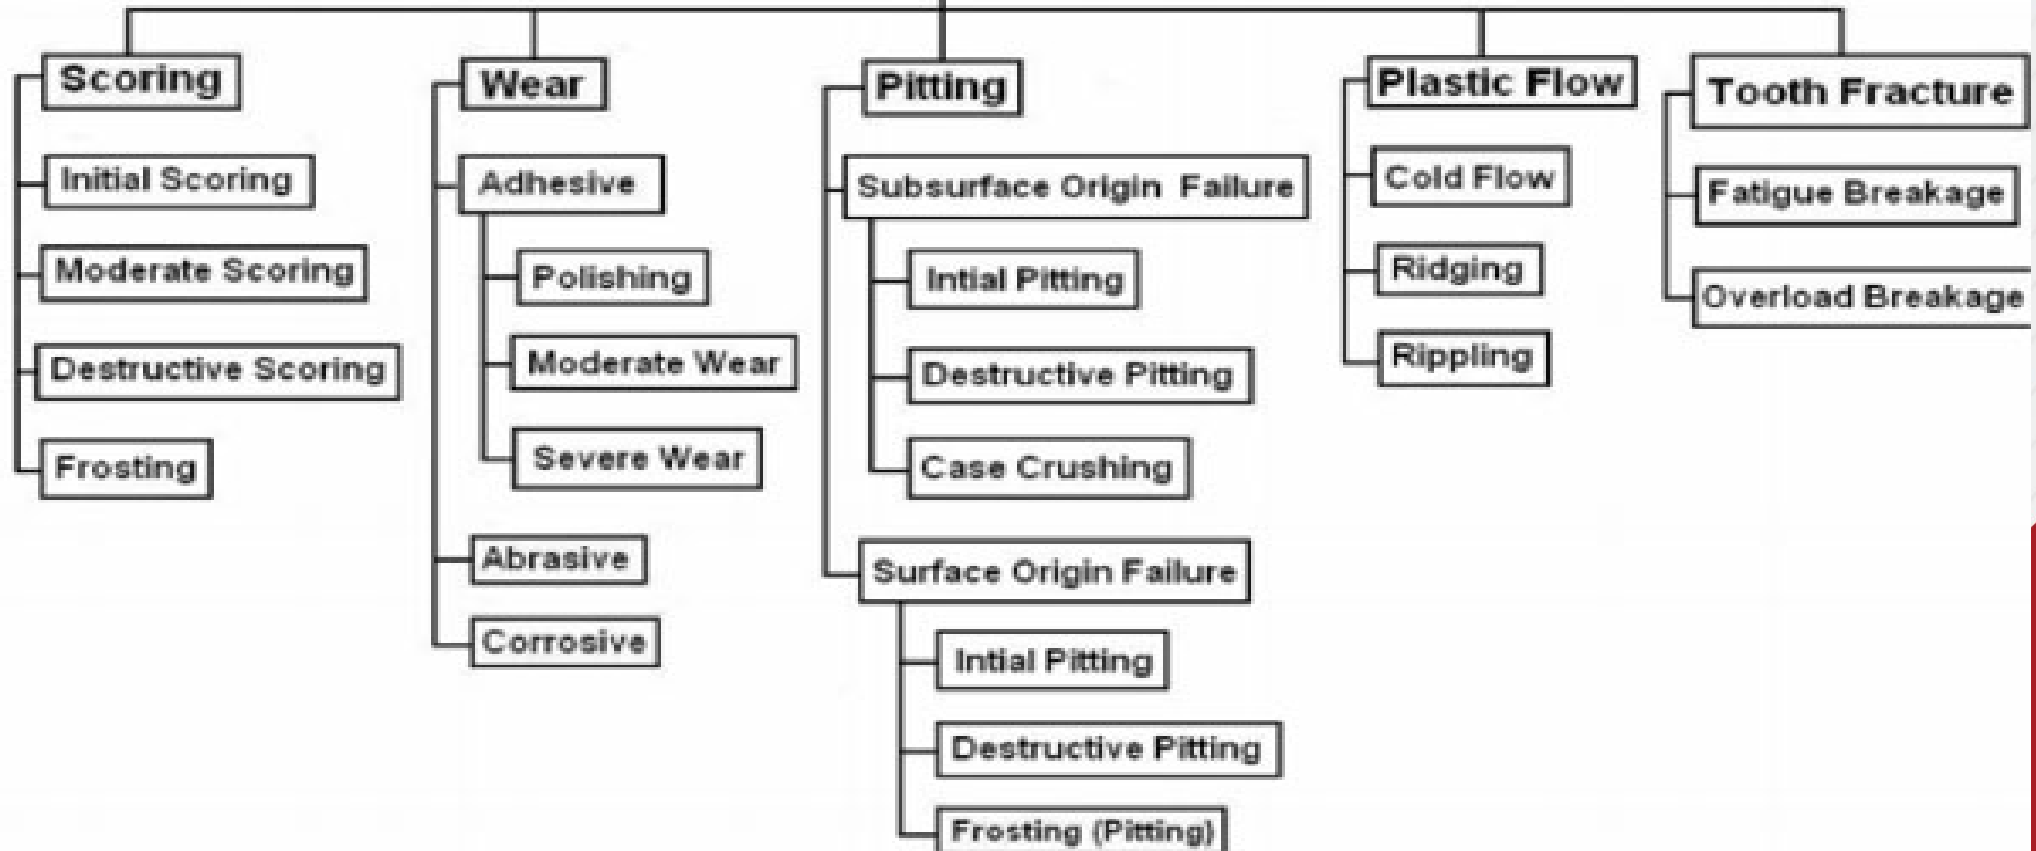 Scoring
Initial Scoring
Moderate Scoring
Destructive Scoring
Frosting
Wear
Adhesive
Polishing
Moderate Wear
Severe Wear
Abrasive
Corrosive
Pitting
Subsurface Origin Failure
Intial Pitting
Destructive Pitting
Case Crushing
Surface Origin Failure
Intial Pitting
Destructive Pitting
Frosting (Pitting)
Plastic Flow
Cold Flow
Ridging
Rippling
Tooth Fracture
Fatigue Breakage
Overload Breakage